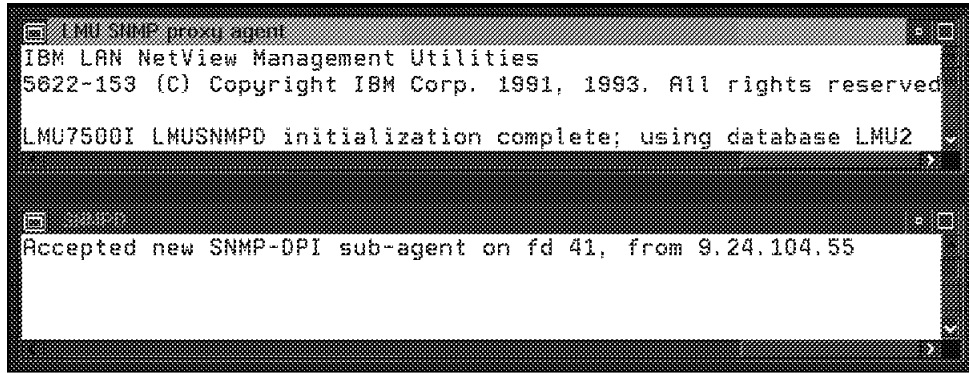 LMU SNMP proxy agent
IBM LAN NetView Management Utilities
5622-153 (C) Copyright IBM Corp. 1991, 1993. All rights reserved
LMU7500I LMUSNMPD initialization complete; using database LMU2
SNMPD
Accepted new SNMP-DPI sub-agent on fd 41, from 9.24.104.55